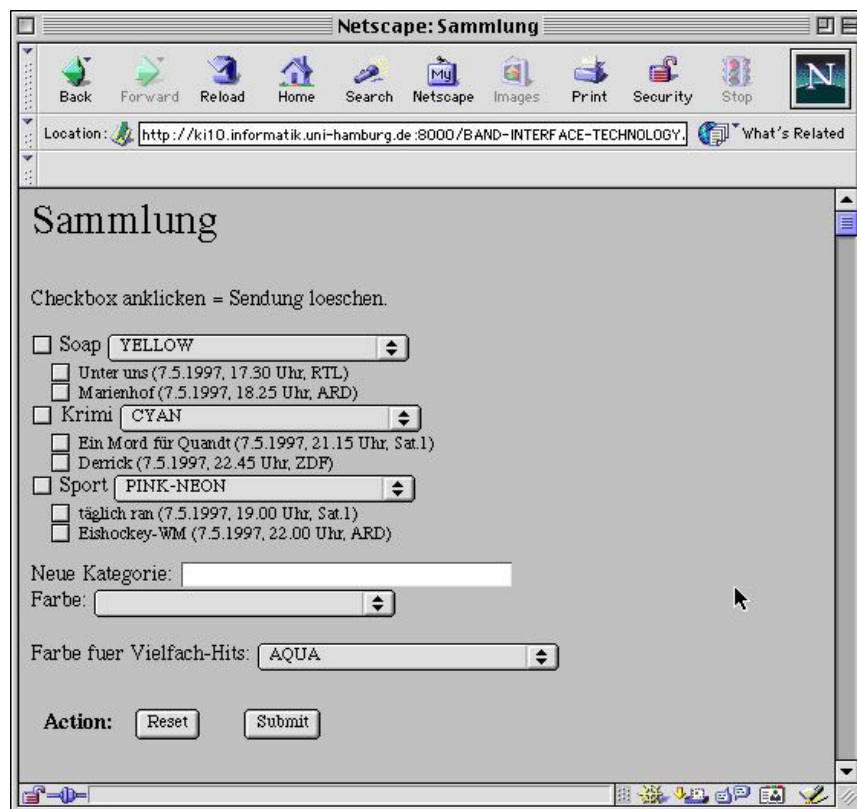 Netscape: Sammlung
Back Forward Reload Home Search Netscape Images Print Security Stop
My
N
Location: http://ki10.informatik.uni-hamburg.de:8000/BAND-INTERFACE-TECHNOLOGY. What's Related
Sammlung
Checkbox anklicken = Sendung loeschen.
Soap YELLOW
Unter uns (7.5.1997, 17.30 Uhr, RTL)
Marienhof (7.5.1997, 18.25 Uhr, ARD)
Krimi CYAN
Ein Mord für Quandt (7.5.1997, 21.15 Uhr, Sat.1)
Derrick (7.5.1997, 22.45 Uhr, ZDF)
Sport PINK-NEON
täglich ran (7.5.1997, 19.00 Uhr, Sat.1)
Eishockey-WM (7.5.1997, 22.00 Uhr, ARD)
Neue Kategorie:
Farbe:
Farbe fuer Vielfach-Hits: AQUA
Action: Reset Submit